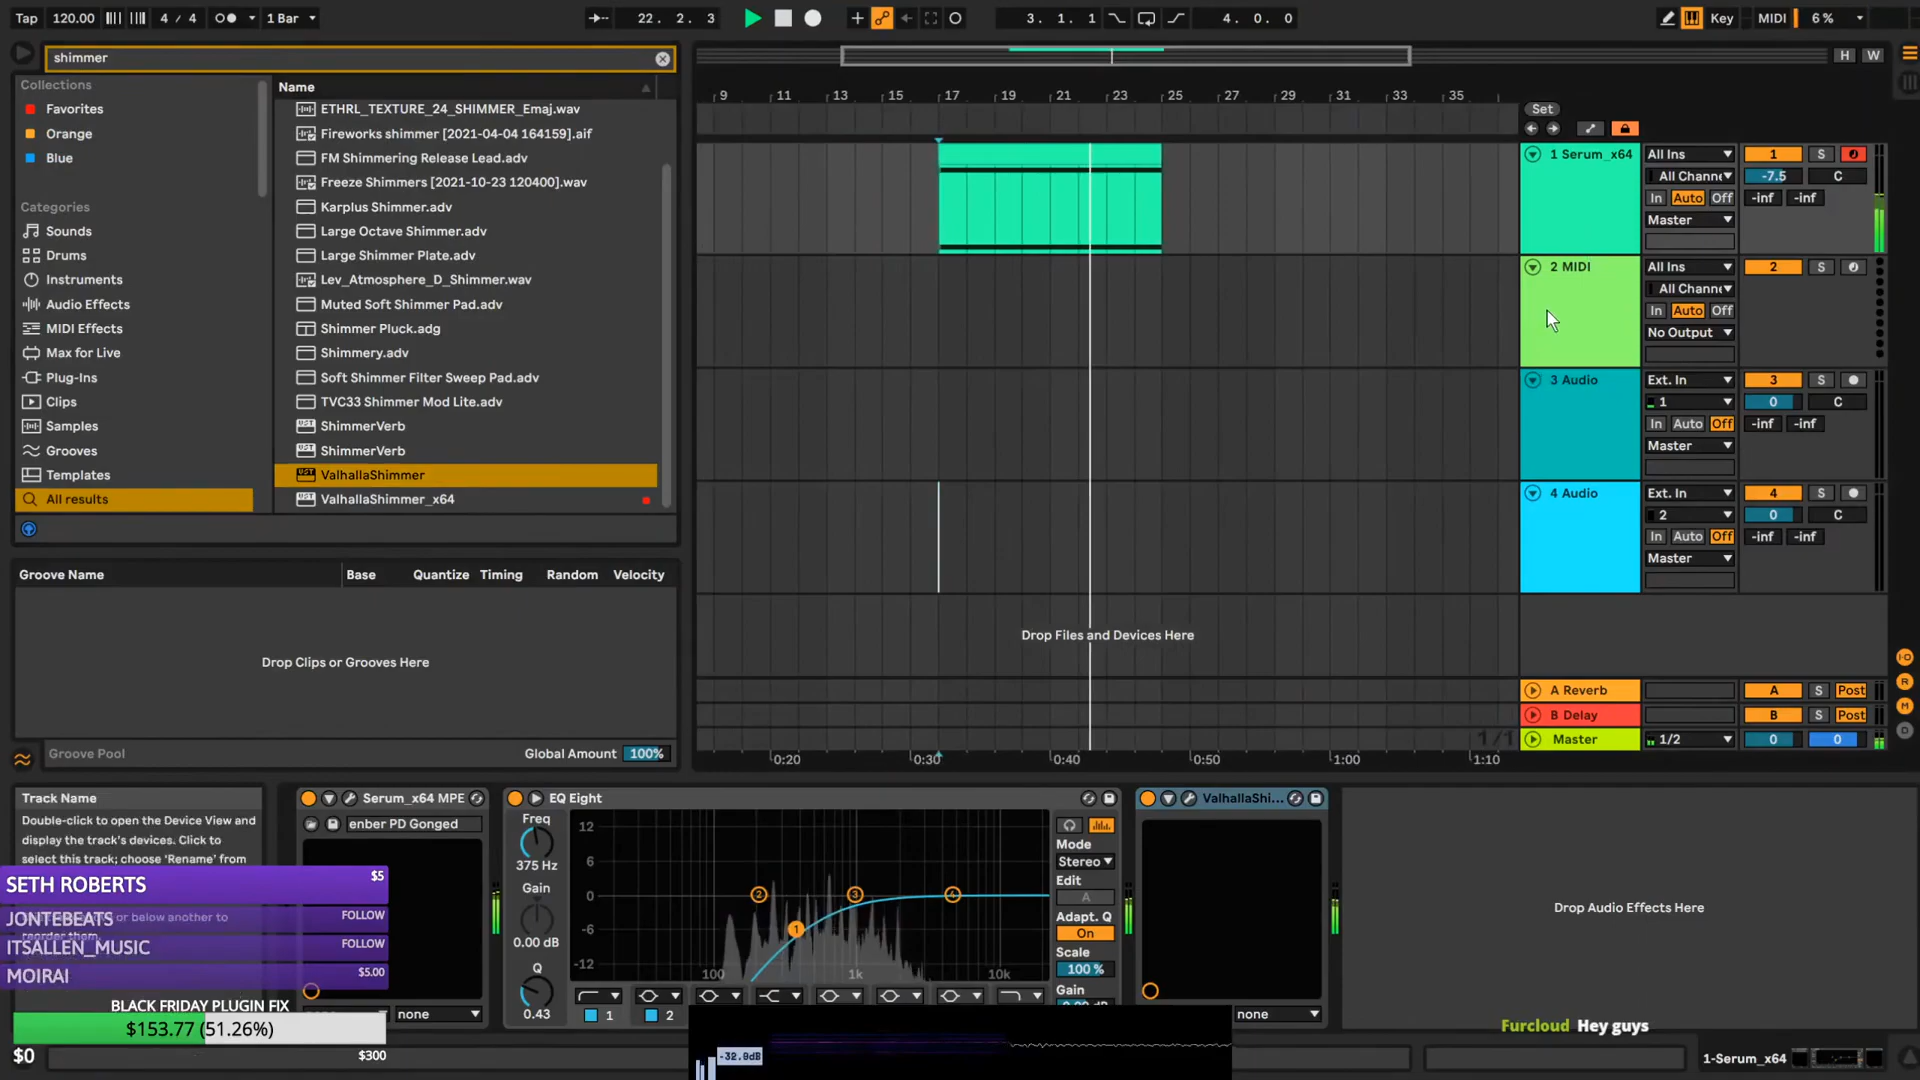 Tap 120.00 4 / 4 1 Bar 22. 2. 3 3. 1. 1 4. 0. 0 Key MIDI 6 %
shimmer
H W
Collections
Favorites
Orange
Blue
Categories
Sounds
Drums
Instruments
Audio Effects
MIDI Effects
Max for Live
Plug-Ins
Clips
Samples
Grooves
Templates
All results
Name
ETHRL_TEXTURE_24_SHIMMER_Emaj.wav
Fireworks shimmer [2021-04-04 164159].aif
FM Shimmering Release Lead.adv
Freeze Shimmers [2021-10-23 120400].wav
Karplus Shimmer.adv
Large Octave Shimmer.adv
Large Shimmer Plate.adv
Lev_Atmosphere_D_Shimmer.wav
Muted Soft Shimmer Pad.adv
Shimmer Pluck.adg
Shimmery.adv
Soft Shimmer Filter Sweep Pad.adv
TVC33 Shimmer Mod Lite.adv
ShimmerVerb
ShimmerVerb
ValhallaShimmer
ValhallaShimmer_x64
Groove Name Base Quantize Timing Random Velocity
Drop Clips or Grooves Here
Groove Pool Global Amount 100%
9 11 13 15 17 19 21 23 25 27 29 31 33 35
Set
1 Serum_x64 All Ins 1 S
All Channe -7.5 C
In Auto Off -inf -inf
Master
2 MIDI All Ins 2 S
All Channe
In Auto Off
No Output
3 Audio Ext. In 3 S
1 0 C
In Auto Off -inf -inf
Master
4 Audio Ext. In 4 S
2 0 C
In Auto Off -inf -inf
Master
Drop Files and Devices Here
A Reverb A S Post
B Delay B S Post
1/1
Master 1/2 0 0
0:20 0:30 0:40 0:50 1:00 1:10
Track Name
Double-click to open the Device View and
display the track's devices. Click to
select this track; choose 'Rename' from
or below another to
SETH ROBERTS $5
JONTEBEATS FOLLOW
ITSALLEN_MUSIC FOLLOW
MOIRAI $5.00
BLACK FRIDAY PLUGIN FIX
$153.77 (51.26%)
$0 $300
Serum_x64 MPE
enber PD Gonged
none
EQ Eight
Freq
375 Hz
Gain
0.00 dB
Q
0.43
12
6
0
-6
-12
100 1k 10k
1 2 3 4
1 2
Mode
Stereo
Edit
A
Adapt. Q
On
Scale
100 %
Gain
ValhallaShi...
none
Drop Audio Effects Here
-32.9dB
Furcloud Hey guys
1-Serum_x64